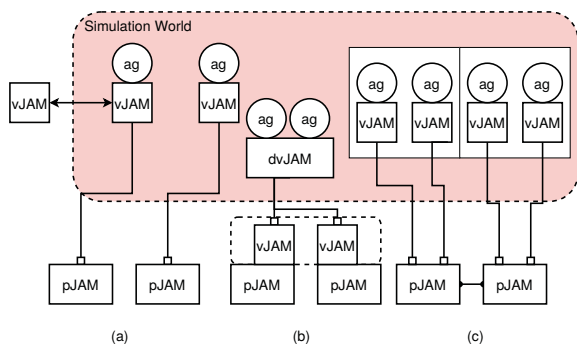 Simulation World
ag ag ag ag ag ag
vJAM vJAM vJAM ag ag vJAM vJAM vJAM vJAM
dvJAM
vJAM vJAM
pJAM pJAM pJAM pJAM pJAM pJAM
(a) (b) (c)